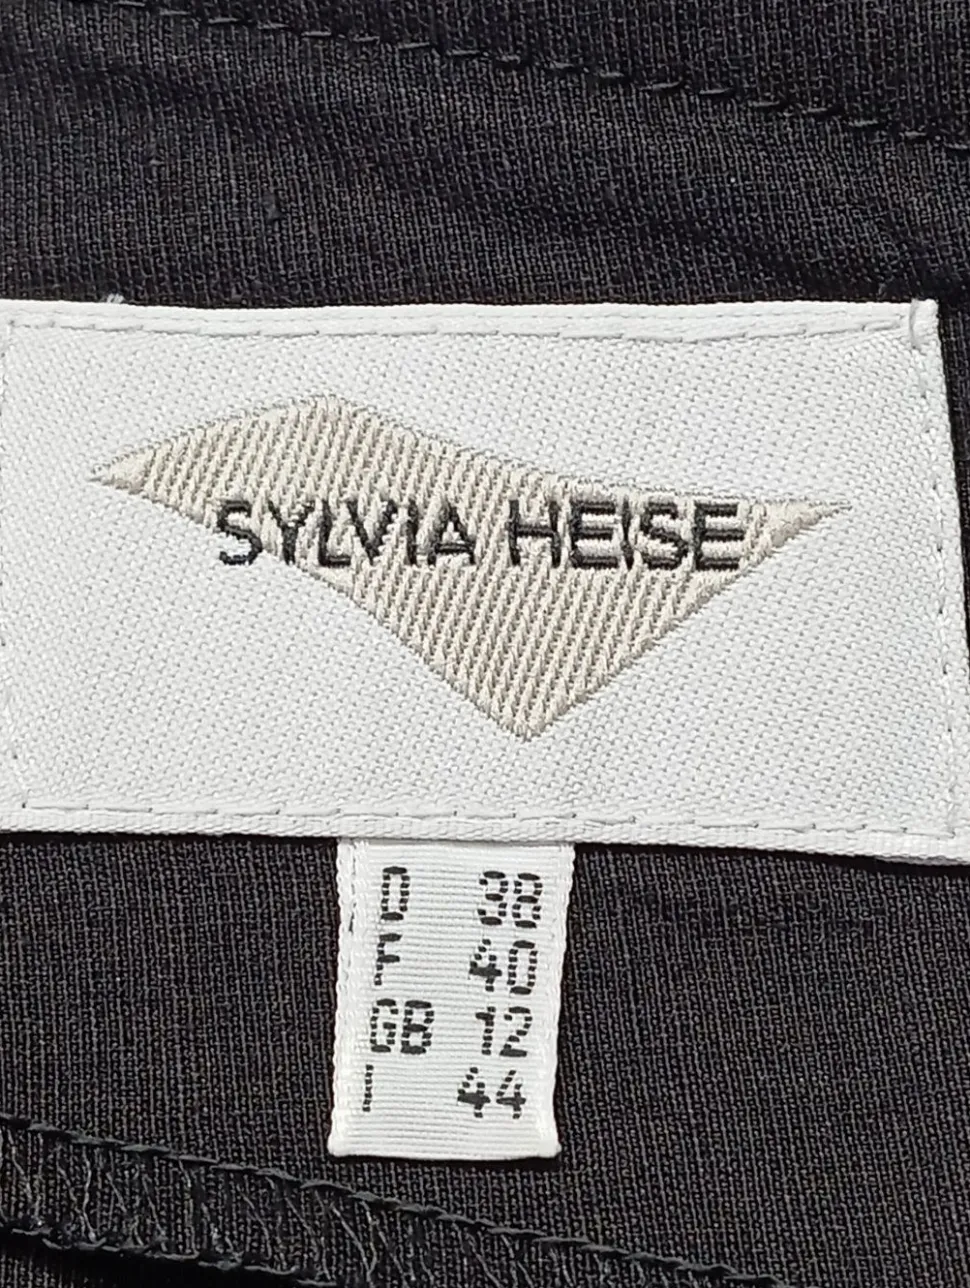 SYLVIA HEISE
D 38
F 40
GB 12
I 44